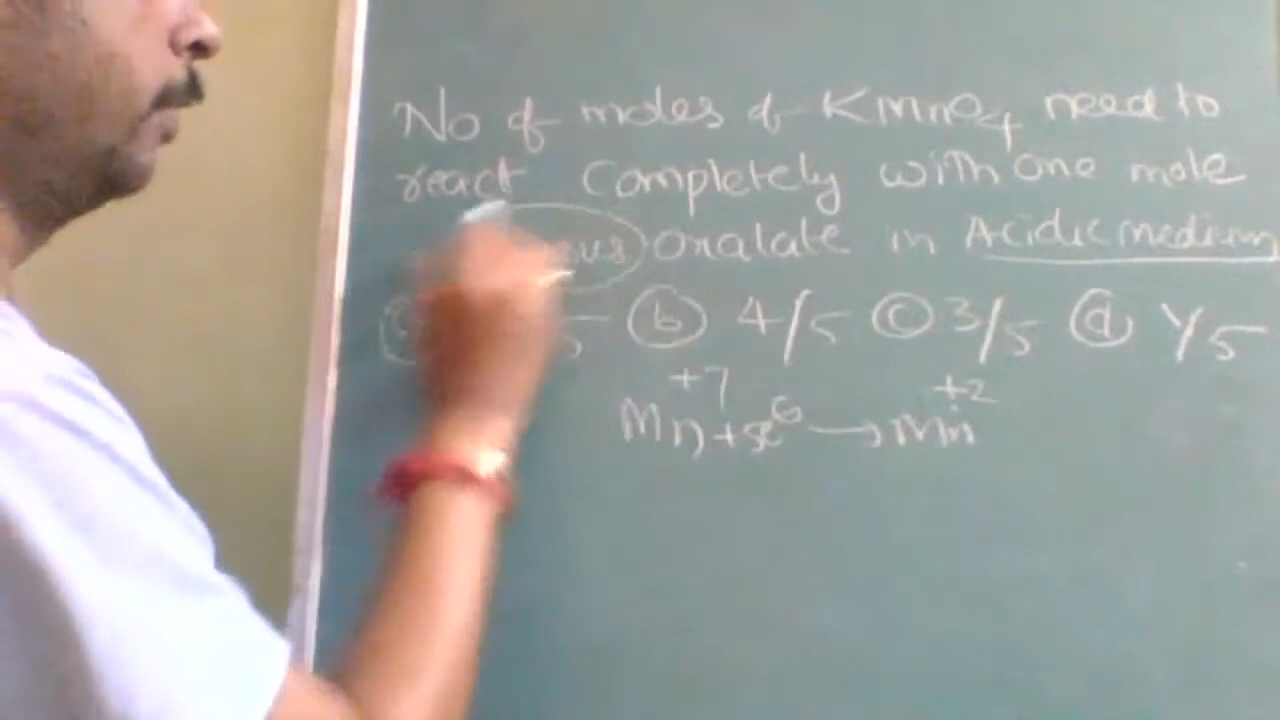 No of moles of KMnO4 need to
react completely with one mole
oxalate in Acidic medium
5 (b) 4/5 (c) 3/5 (d) 1/5
+7 +2
Mn + 5e⁻ → Mn